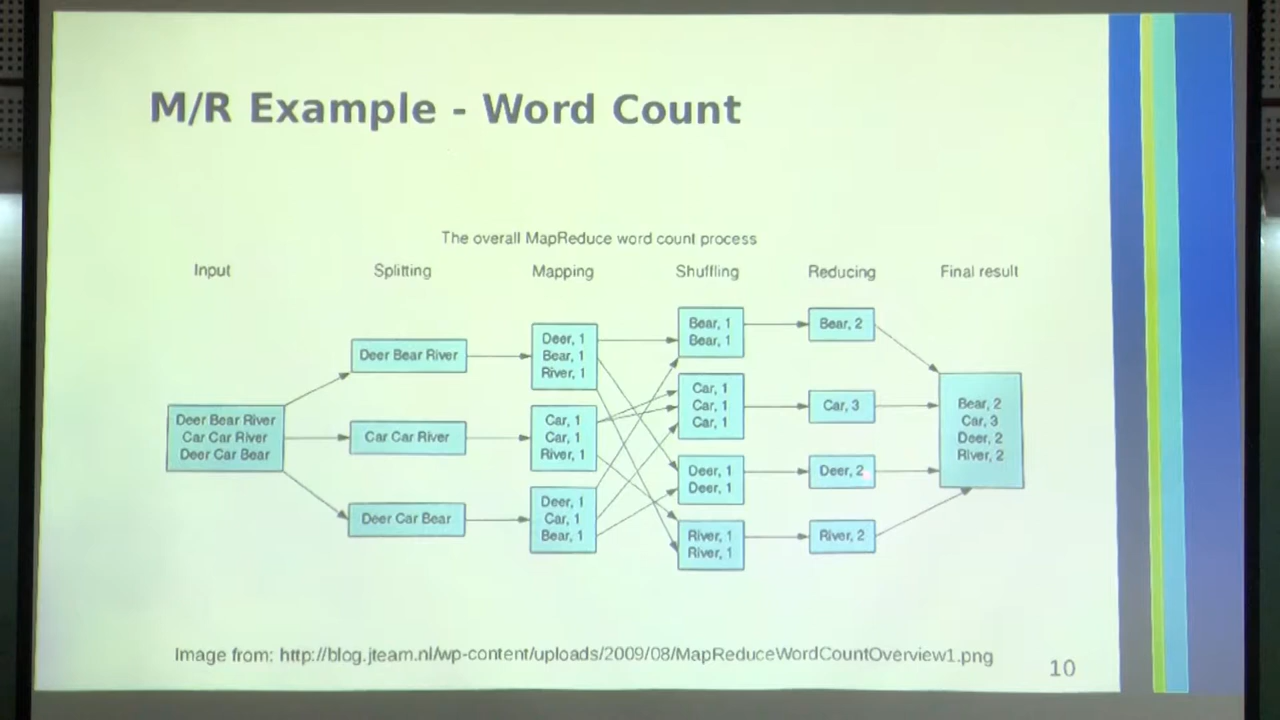 M/R Example - Word Count
The overall MapReduce word count process
Input
Splitting
Mapping
Shuffling
Reducing
Final result
Deer Bear River
Car Car River
Deer Car Bear
Deer Bear River
Car Car River
Deer Car Bear
Deer, 1
Bear, 1
River, 1
Car, 1
Car, 1
River, 1
Deer, 1
Car, 1
Bear, 1
Bear, 1
Bear, 1
Car, 1
Car, 1
Car, 1
Deer, 1
Deer, 1
River, 1
River, 1
Bear, 2
Car, 3
Deer, 2
River, 2
Bear, 2
Car, 3
Deer, 2
River, 2
Image from: http://blog.jteam.nl/wp-content/uploads/2009/08/MapReduceWordCountOverview1.png
10